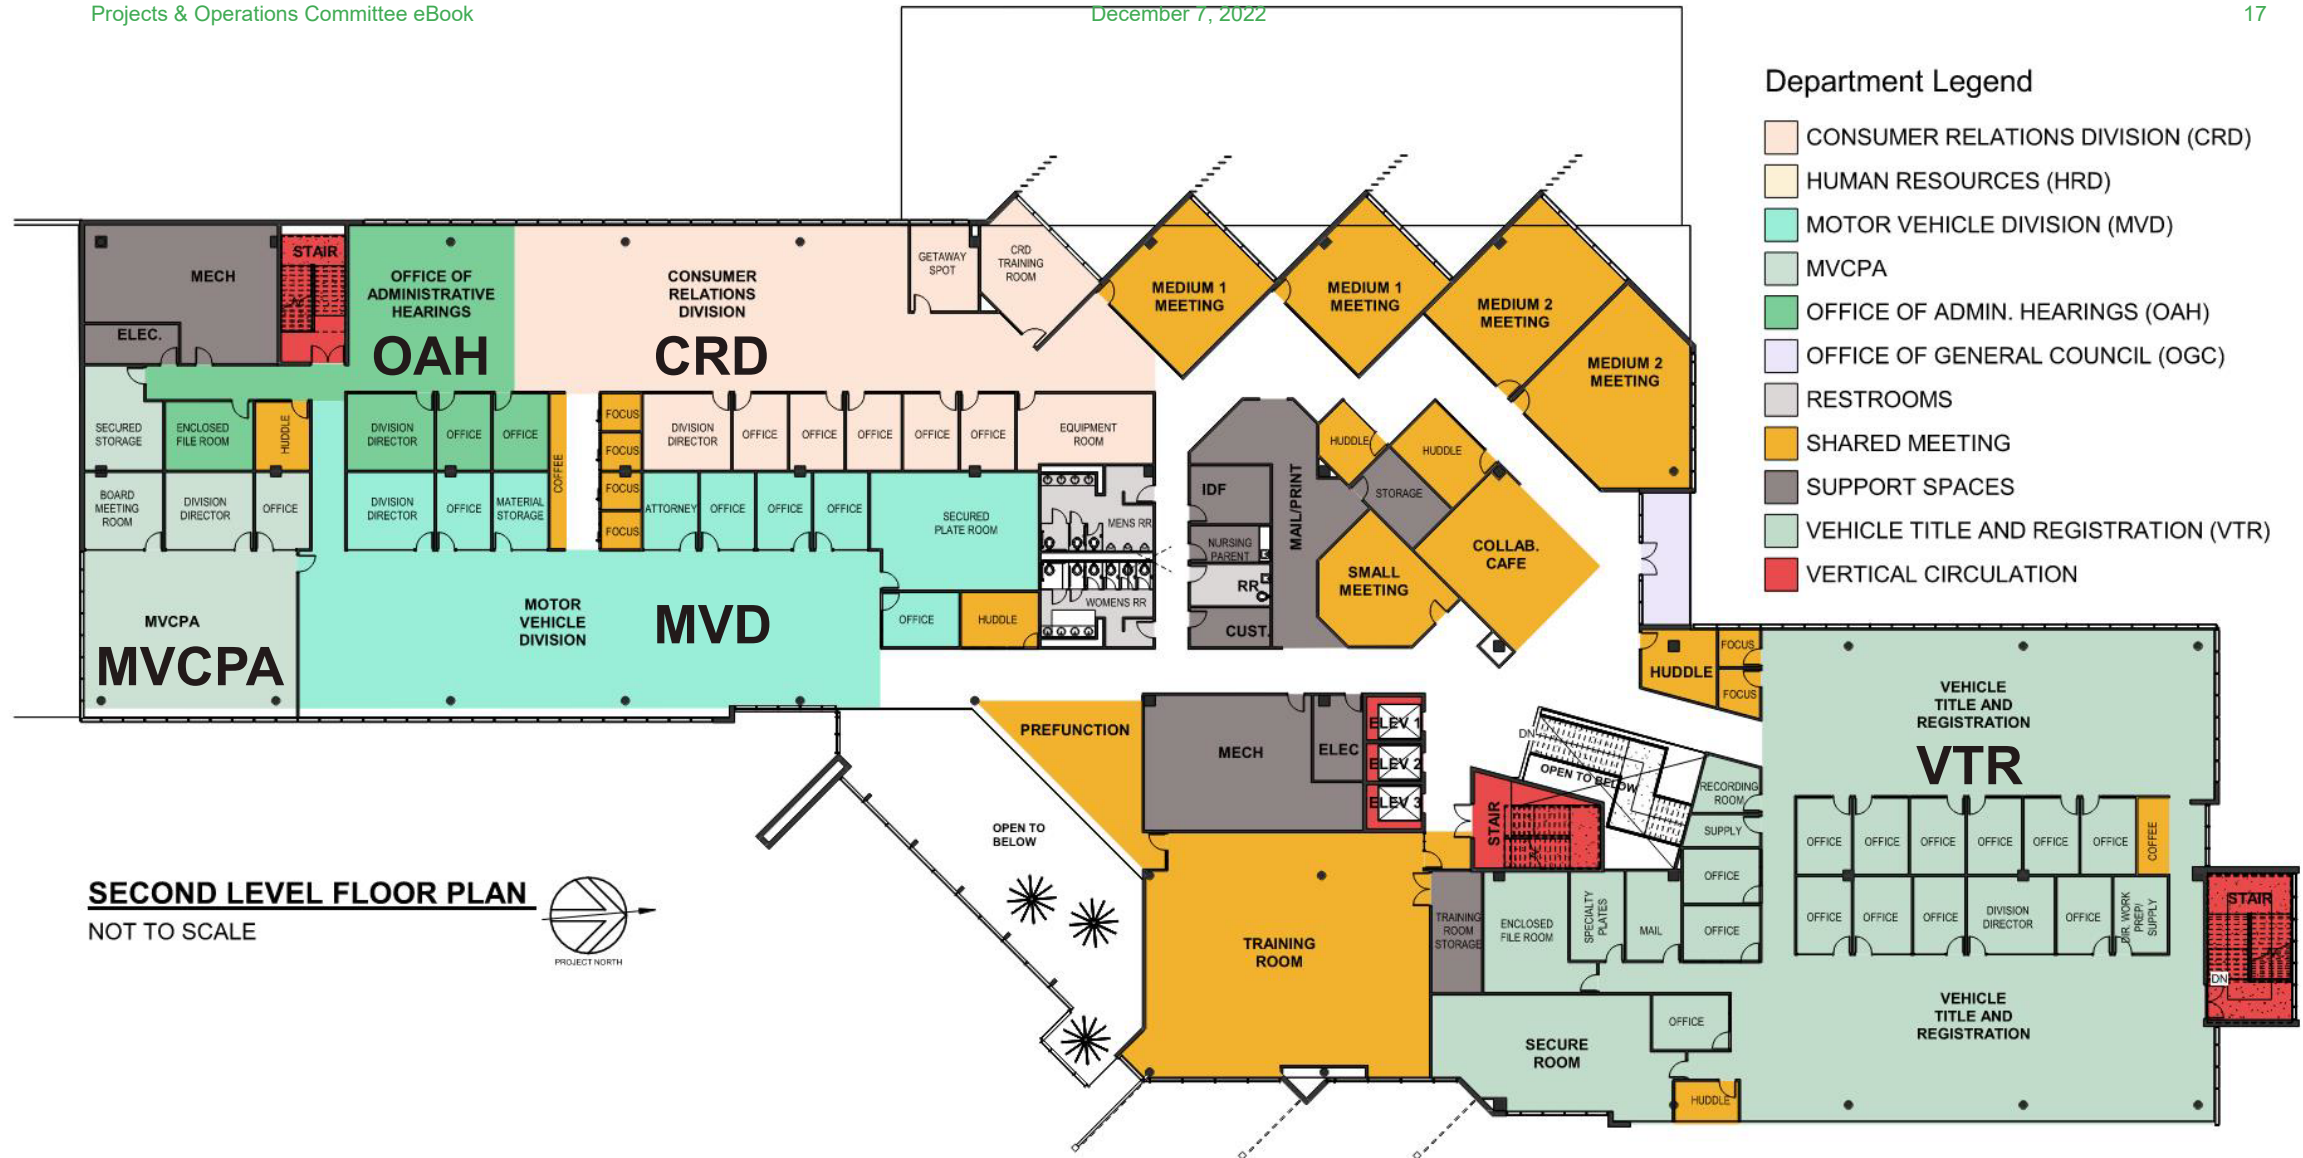 Projects & Operations Committee eBook
December 7, 2022
17
Department Legend
CONSUMER RELATIONS DIVISION (CRD)
HUMAN RESOURCES (HRD)
MOTOR VEHICLE DIVISION (MVD)
MVCPA
OFFICE OF ADMIN. HEARINGS (OAH)
OFFICE OF GENERAL COUNCIL (OGC)
RESTROOMS
SHARED MEETING
SUPPORT SPACES
VEHICLE TITLE AND REGISTRATION (VTR)
VERTICAL CIRCULATION
MECH
ELEC.
STAIR
OFFICE OF
ADMINISTRATIVE
HEARINGS
OAH
CONSUMER
RELATIONS
DIVISION
CRD
GETAWAY
SPOT
CRD
TRAINING
ROOM
MEDIUM 1
MEETING
MEDIUM 1
MEETING
MEDIUM 2
MEETING
MEDIUM 2
MEETING
SECURED
STORAGE
ENCLOSED
FILE ROOM
HUDDLE
DIVISION
DIRECTOR
OFFICE
OFFICE
COFFEE
FOCUS
FOCUS
FOCUS
FOCUS
DIVISION
DIRECTOR
OFFICE
OFFICE
OFFICE
OFFICE
OFFICE
EQUIPMENT
ROOM
BOARD
MEETING
ROOM
DIVISION
DIRECTOR
OFFICE
DIVISION
DIRECTOR
OFFICE
MATERIAL
STORAGE
ATTORNEY
OFFICE
OFFICE
OFFICE
SECURED
PLATE ROOM
MENS RR
WOMENS RR
OFFICE
HUDDLE
MVCPA
MVCPA
MOTOR
VEHICLE
DIVISION
MVD
IDF
NURSING
PARENT
RR
CUST.
MAIL/PRINT
HUDDLE
HUDDLE
STORAGE
SMALL
MEETING
COLLAB.
CAFE
HUDDLE
FOCUS
FOCUS
VEHICLE
TITLE AND
REGISTRATION
VTR
PREFUNCTION
MECH
ELEC
ELEV 1
ELEV 2
ELEV 3
DN
OPEN TO BELOW
STAIR
RECORDING
ROOM
SUPPLY
OFFICE
OFFICE
OFFICE
OFFICE
OFFICE
OFFICE
OFFICE
OFFICE
COFFEE
OFFICE
OFFICE
OFFICE
DIVISION
DIRECTOR
OFFICE
DIR. WORK
PREP/
SUPPLY
STAIR
DN
OPEN TO
BELOW
TRAINING
ROOM
TRAINING
ROOM
STORAGE
ENCLOSED
FILE ROOM
SPECIALTY
PLATES
MAIL
SECURE
ROOM
OFFICE
HUDDLE
VEHICLE
TITLE AND
REGISTRATION
SECOND LEVEL FLOOR PLAN
NOT TO SCALE
PROJECT NORTH